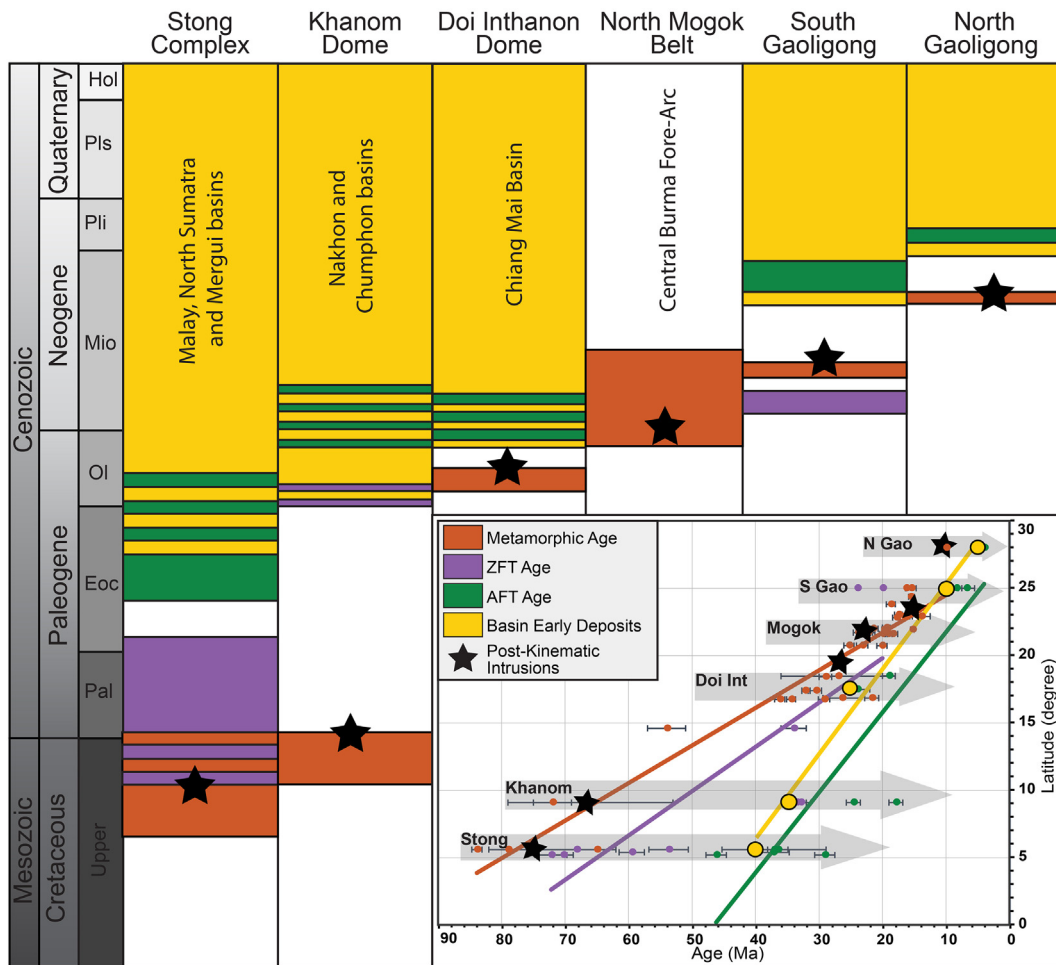 Stong
Complex
Khanom
Dome
Doi Inthanon
Dome
North Mogok
Belt
South
Gaoligong
North
Gaoligong
Cenozoic
Mesozoic
Quaternary
Neogene
Paleogene
Cretaceous
Hol
Pls
Pli
Mio
Ol
Eoc
Pal
Upper
Malay, North Sumatra
and Mergui basins
Nakhon and
Chumphon basins
Chiang Mai Basin
Central Burma Fore-Arc
Metamorphic Age
ZFT Age
AFT Age
Basin Early Deposits
Post-Kinematic
Intrusions
N Gao
S Gao
Mogok
Doi Int
Khanom
Stong
30
25
20
15
10
5
0
Latitude (degree)
90 80 70 60 50 40 30 20 10 0
Age (Ma)